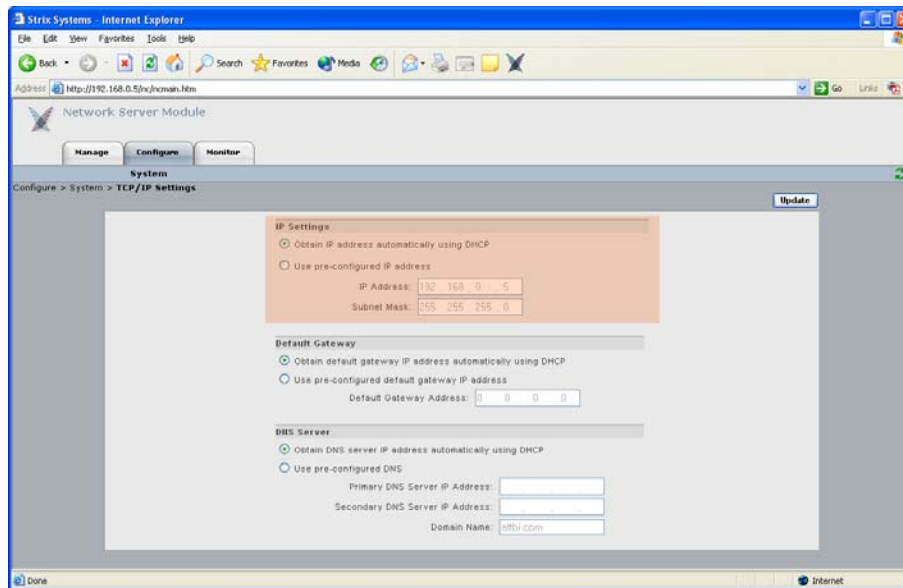 Strix Systems - Internet Explorer
File Edit View Favorites Tools Help
Back Search Favorites Media
Address http://192.168.0.5/nc/ncmain.htm Go Links
Network Server Module
Manage Configure Monitor
System
Configure > System > TCP/IP Settings
Update
IP Settings
Obtain IP address automatically using DHCP
Use pre-configured IP address
IP Address: 192 . 168 . 0 . 5
Subnet Mask: 255 . 255 . 255 . 0
Default Gateway
Obtain default gateway IP address automatically using DHCP
Use pre-configured default gateway IP address
Default Gateway Address: 0 . 0 . 0 . 0
DNS Server
Obtain DNS server IP address automatically using DHCP
Use pre-configured DNS
Primary DNS Server IP Address:
Secondary DNS Server IP Address:
Domain Name: attbi.com
Done Internet